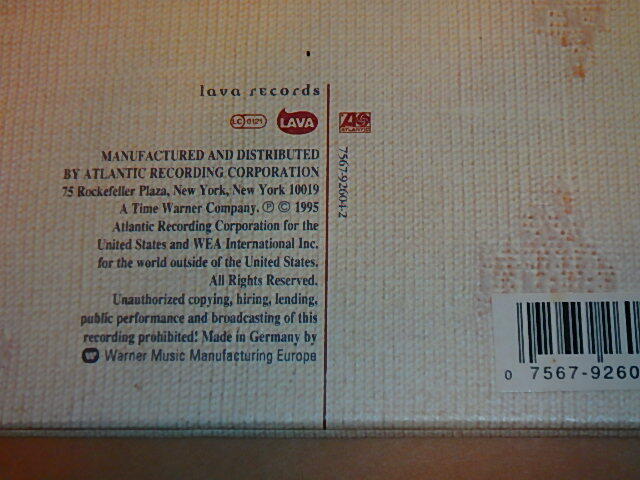 lava records
LC 0121
LAVA
ATLANTIC
MANUFACTURED AND DISTRIBUTED
BY ATLANTIC RECORDING CORPORATION
75 Rockefeller Plaza, New York, New York 10019
A Time Warner Company. ℗ © 1995
Atlantic Recording Corporation for the
United States and WEA International Inc.
for the world outside of the United States.
All Rights Reserved.
Unauthorized copying, hiring, lending,
public performance and broadcasting of this
recording prohibited! Made in Germany by
Warner Music Manufacturing Europe
7567-92604-2
0 7567-9260